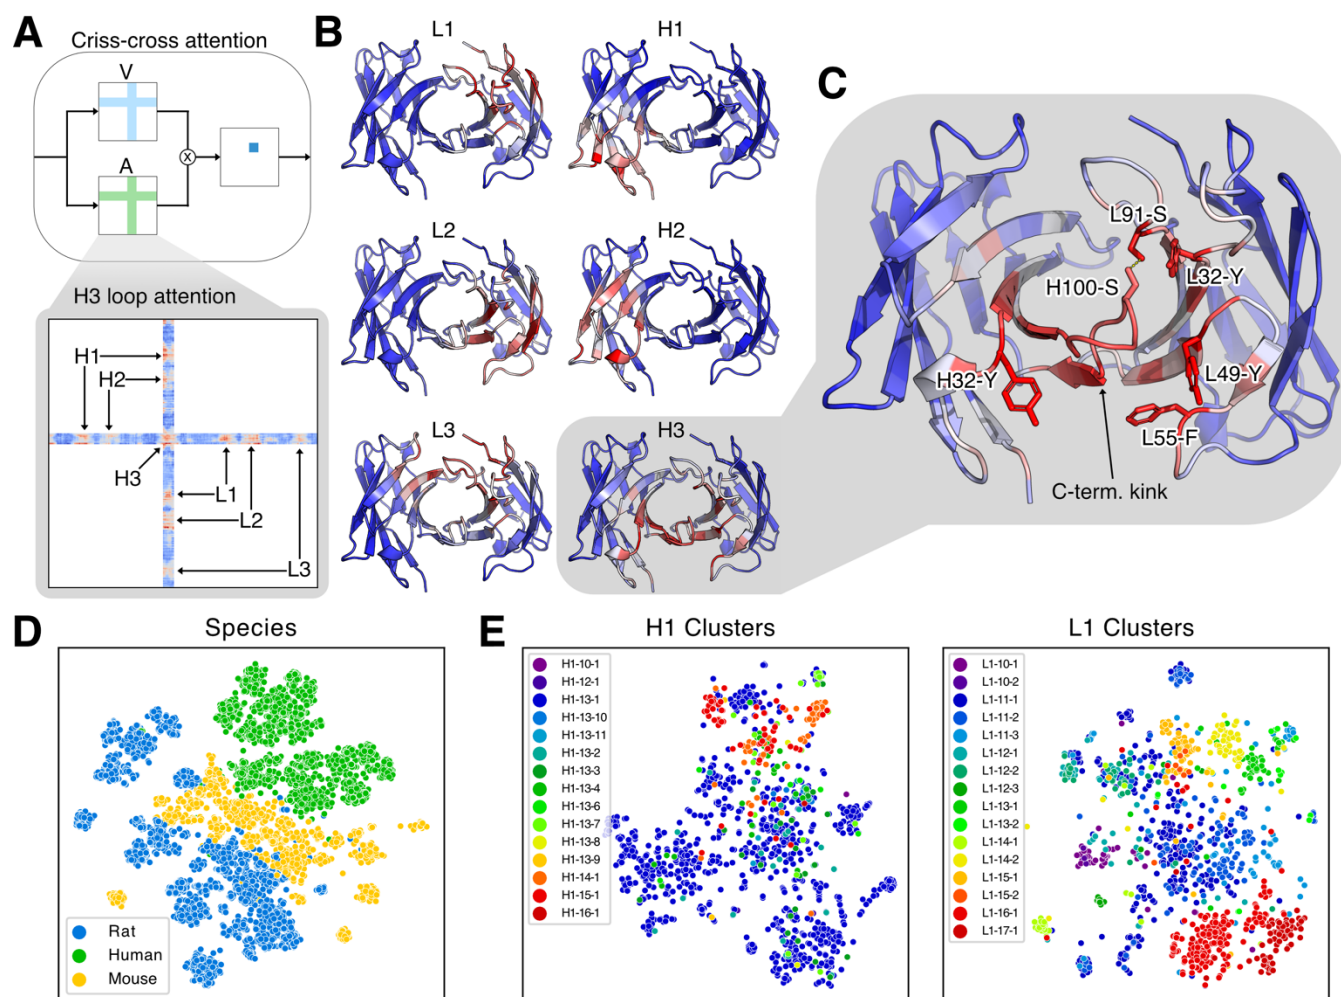 A
Criss-cross attention
V
A
x
H3 loop attention
H1
H2
H3
L1
L2
L3
B
L1
H1
L2
H2
L3
H3
C
L91-S
H100-S
L32-Y
H32-Y
L49-Y
L55-F
C-term. kink
D
Species
Rat
Human
Mouse
E
H1 Clusters
H1-10-1
H1-12-1
H1-13-1
H1-13-10
H1-13-11
H1-13-2
H1-13-3
H1-13-4
H1-13-6
H1-13-7
H1-13-8
H1-13-9
H1-14-1
H1-15-1
H1-16-1
L1 Clusters
L1-10-1
L1-10-2
L1-11-1
L1-11-2
L1-11-3
L1-12-1
L1-12-2
L1-12-3
L1-13-1
L1-13-2
L1-14-1
L1-14-2
L1-15-1
L1-15-2
L1-16-1
L1-17-1